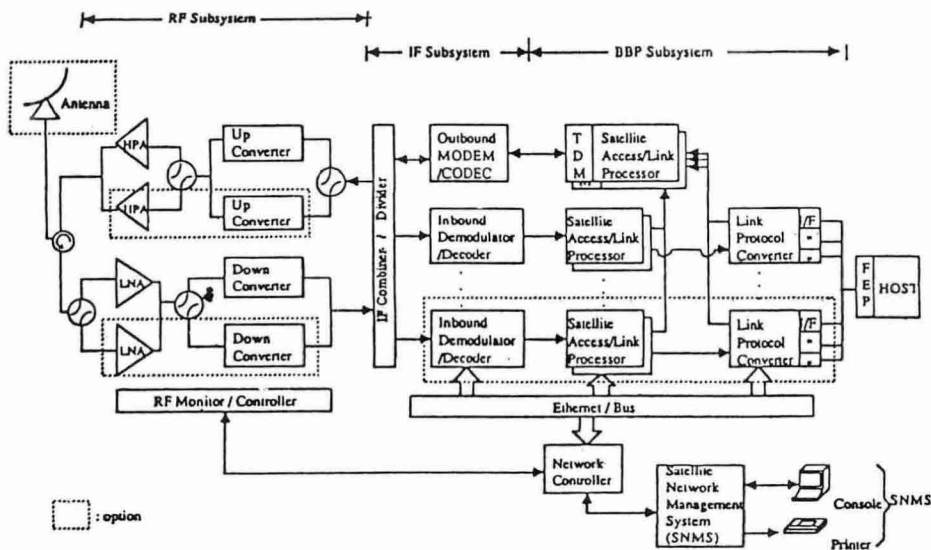 RF Subsystem
IF Subsystem
BBP Subsystem
Antenna
HPA
HPA
Up
Converter
Up
Converter
LNA
LNA
Down
Converter
Down
Converter
RF Monitor / Controller
IF Combiner / Divider
Outbound
MODEM
/CODEC
T
D
M
Satellite
Access/Link
Processor
M
Inbound
Demodulator
/Decoder
Satellite
Access/Link
Processor
Link
Protocol
Converter
I/F
"
"
Inbound
Demodulator
/Decoder
Satellite
Access/Link
Processor
Link
Protocol
Converter
I/F
"
"
F
E
P
HOST
Ethernet / Bus
Network
Controller
Satellite
Network
Management
System
(SNMS)
Console
Printer
SNMS
: option